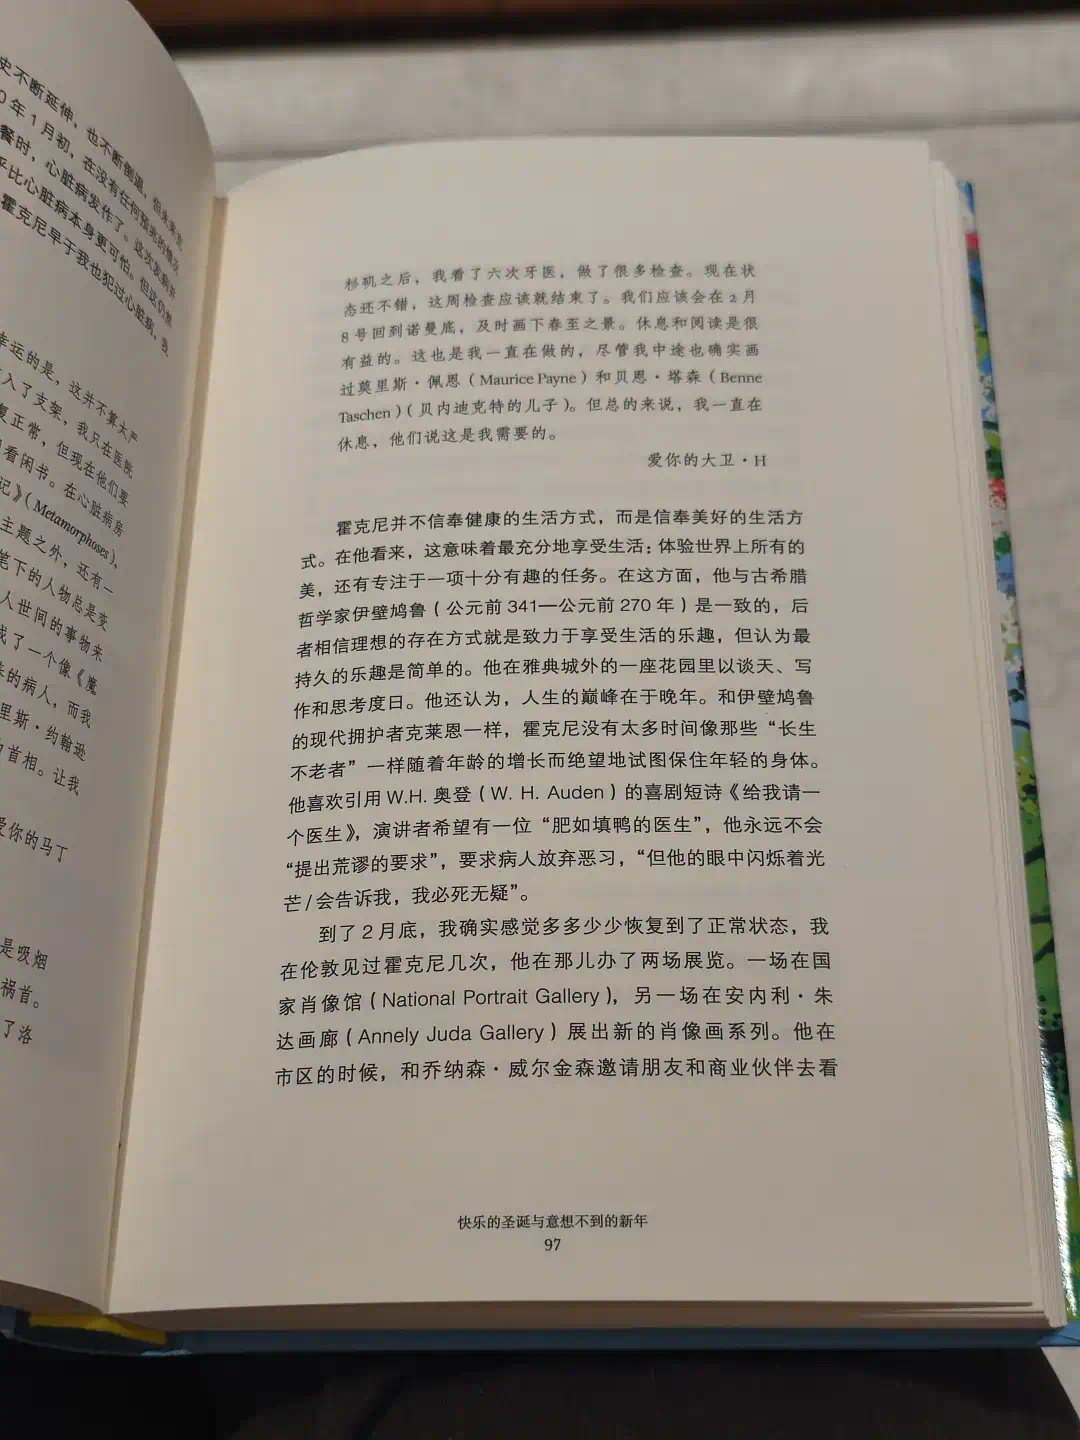 史不断延伸，也不断倒退，但未来变
0年1月初，在没有任何预兆的情况
餐时，心脏病发作了。这次发病
乎比心脏病本身更可怕。但这仍然
霍克尼早于我也犯过心脏病，我
幸运的是，这并不算太严
入了支架，我只在医院
复正常，但现在他们要
看闲书。在心脏病房
记》（Metamorphoses），
主题之外，还有一
笔下的人物总是变
人世间的事物来
成了一个像《魔
的病人，而我
里斯·约翰逊
首相。让我
爱你的马丁
是吸烟
祸首。
了洛
杉矶之后，我看了六次牙医，做了很多检查。现在状
态还不错，这周检查应该就结束了。我们应该会在2月
8号回到诺曼底，及时画下春至之景。休息和阅读是很
有益的。这也是我一直在做的，尽管我中途也确实画
过莫里斯·佩恩（Maurice Payne）和贝恩·塔森（Benne
Taschen）（贝内迪克特的儿子）。但总的来说，我一直在
休息，他们说这是我需要的。
爱你的大卫·H
霍克尼并不信奉健康的生活方式，而是信奉美好的生活方
式。在他看来，这意味着最充分地享受生活：体验世界上所有的
美，还有专注于一项十分有趣的任务。在这方面，他与古希腊
哲学家伊壁鸠鲁（公元前341—公元前270年）是一致的，后
者相信理想的存在方式就是致力于享受生活的乐趣，但认为最
持久的乐趣是简单的。他在雅典城外的一座花园里以谈天、写
作和思考度日。他还认为，人生的巅峰在于晚年。和伊壁鸠鲁
的现代拥护者克莱恩一样，霍克尼没有太多时间像那些“长生
不老者”一样随着年龄的增长而绝望地试图保住年轻的身体。
他喜欢引用W.H.奥登（W. H. Auden）的喜剧短诗《给我请一
个医生》，演讲者希望有一位“肥如填鸭的医生”，他永远不会
“提出荒谬的要求”，要求病人放弃恶习，“但他的眼中闪烁着光
芒/会告诉我，我必死无疑”。
到了2月底，我确实感觉多多少少恢复到了正常状态，我
在伦敦见过霍克尼几次，他在那儿办了两场展览。一场在国
家肖像馆（National Portrait Gallery），另一场在安内利·朱
达画廊（Annely Juda Gallery）展出新的肖像画系列。他在
市区的时候，和乔纳森·威尔金森邀请朋友和商业伙伴去看
快乐的圣诞与意想不到的新年
97